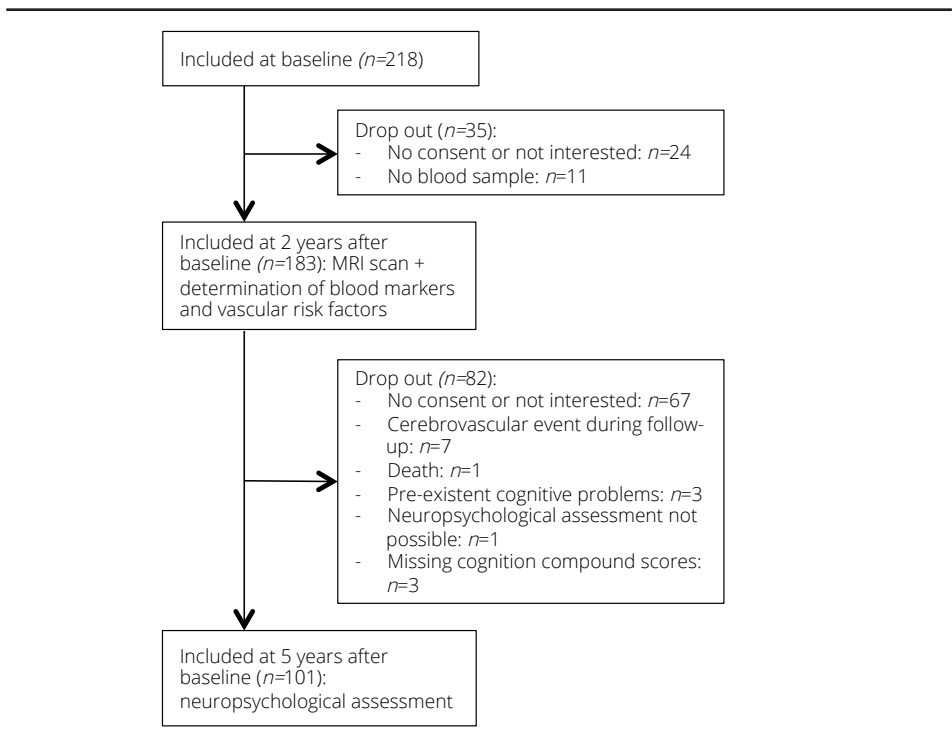 Included at baseline (n=218)
Drop out (n=35):
- No consent or not interested: n=24
- No blood sample: n=11
Included at 2 years after
baseline (n=183): MRI scan +
determination of blood markers
and vascular risk factors
Drop out (n=82):
- No consent or not interested: n=67
- Cerebrovascular event during follow-
up: n=7
- Death: n=1
- Pre-existent cognitive problems: n=3
- Neuropsychological assessment not
possible: n=1
- Missing cognition compound scores:
n=3
Included at 5 years after
baseline (n=101):
neuropsychological assessment